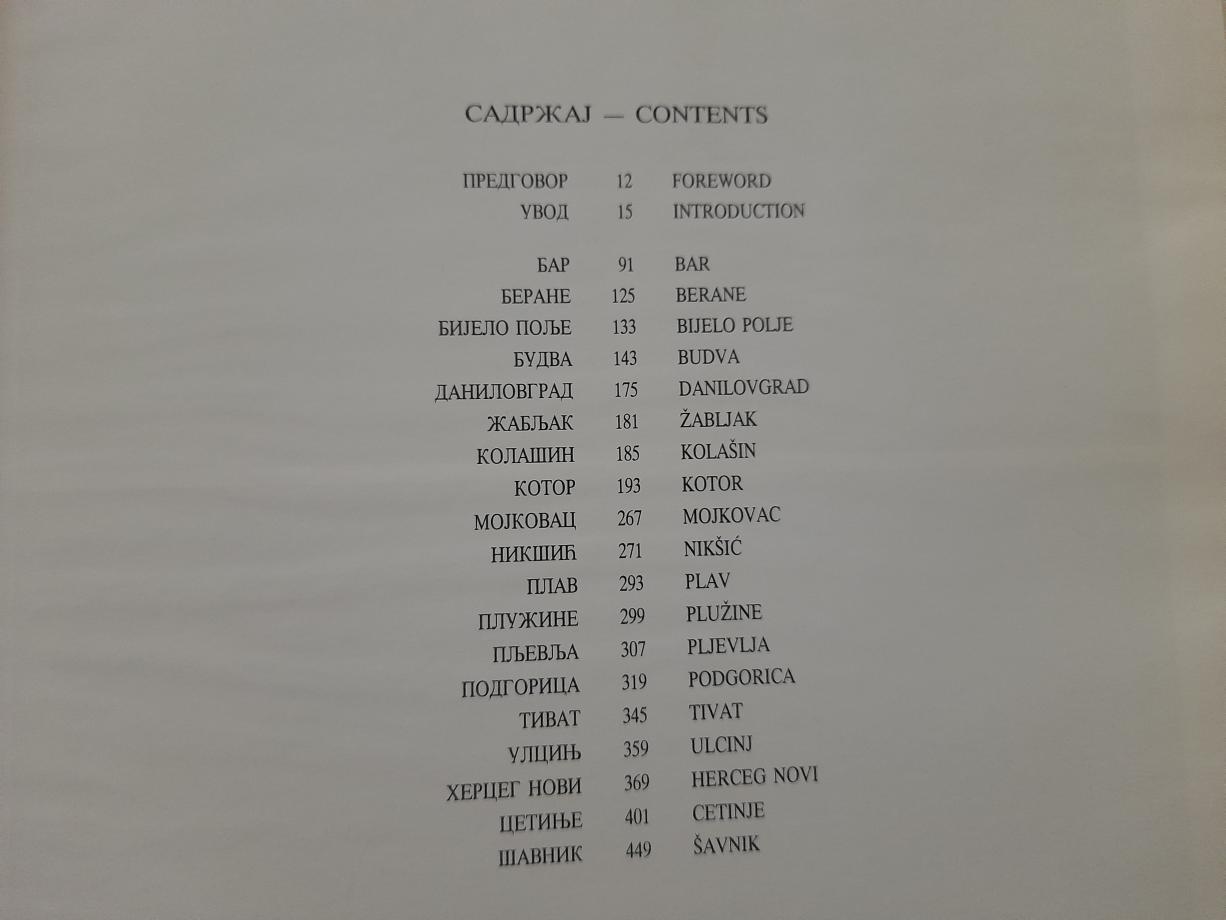 САДРЖАЈ — CONTENTS
ПРЕДГОВОР 12 FOREWORD
УВОД 15 INTRODUCTION
БАР 91 BAR
БЕРАНЕ 125 BERANE
БИЈЕЛО ПОЉЕ 133 BIJELO POLJE
БУДВА 143 BUDVA
ДАНИЛОВГРАД 175 DANILOVGRAD
ЖАБЉАК 181 ŽABLJAK
КОЛАШИН 185 KOLAŠIN
КОТОР 193 KOTOR
МОЈКОВАЦ 267 MOJKOVAC
НИКШИЋ 271 NIKŠIĆ
ПЛАВ 293 PLAV
ПЛУЖИНЕ 299 PLUŽINE
ПЉЕВЉА 307 PLJEVLJA
ПОДГОРИЦА 319 PODGORICA
ТИВАТ 345 TIVAT
УЛЦИЊ 359 ULCINJ
ХЕРЦЕГ НОВИ 369 HERCEG NOVI
ЦЕТИЊЕ 401 CETINJE
ШАВНИК 449 ŠAVNIK